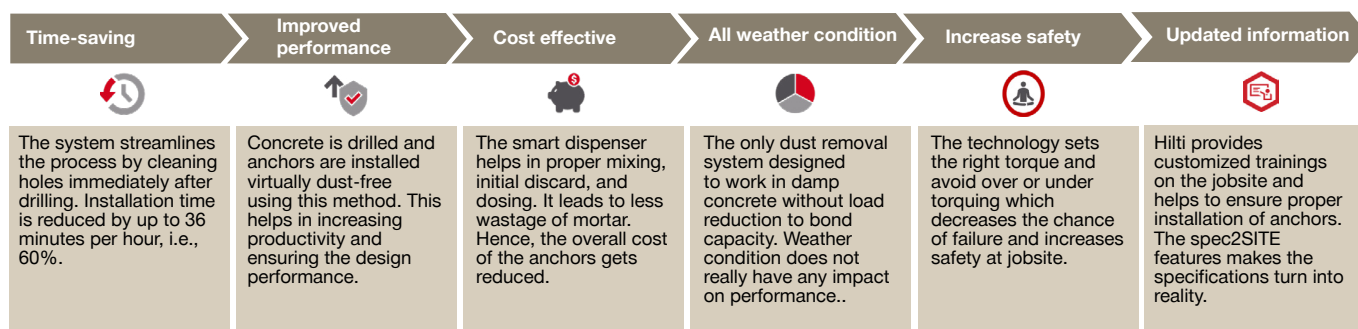 Time-saving
Improved
performance
Cost effective
All weather condition
Increase safety
Updated information
$
The system streamlines
the process by cleaning
holes immediately after
drilling. Installation time
is reduced by up to 36
minutes per hour, i.e.,
60%.
Concrete is drilled and
anchors are installed
virtually dust-free
using this method. This
helps in increasing
productivity and
ensuring the design
performance.
The smart dispenser
helps in proper mixing,
initial discard, and
dosing. It leads to less
wastage of mortar.
Hence, the overall cost
of the anchors gets
reduced.
The only dust removal
system designed
to work in damp
concrete without load
reduction to bond
capacity. Weather
condition does not
really have any impact
on performance..
The technology sets
the right torque and
avoid over or under
torquing which
decreases the chance
of failure and increases
safety at jobsite.
Hilti provides
customized trainings
on the jobsite and
helps to ensure proper
installation of anchors.
The spec2SITE
features makes the
specifications turn into
reality.